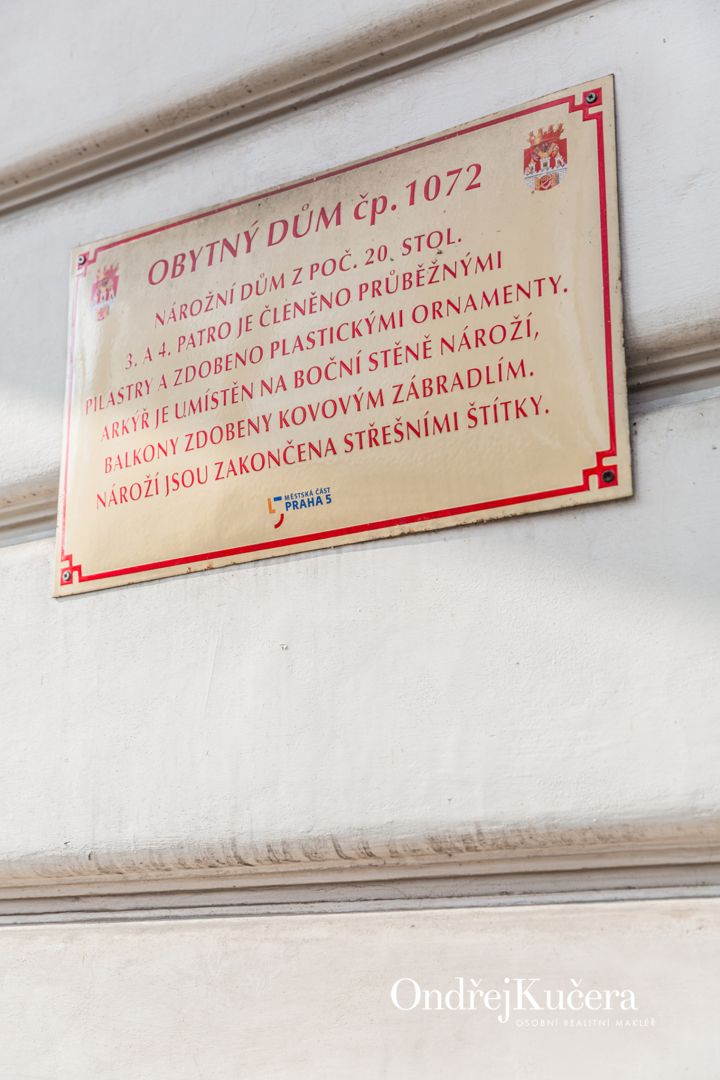 OBYTNÝ DŮM čp. 1072
NÁROŽNÍ DŮM Z POČ. 20. STOL.
3. A 4. PATRO JE ČLENĚNO PRŮBĚŽNÝMI
PILASTRY A ZDOBENO PLASTICKÝMI ORNAMENTY.
ARKÝŘ JE UMÍSTĚN NA BOČNÍ STĚNĚ NÁROŽÍ,
BALKONY ZDOBENY KOVOVÝM ZÁBRADLÍM.
NÁROŽÍ JSOU ZAKONČENA STŘEŠNÍMI ŠTÍTKY.
MĚSTSKÁ ČÁST
PRAHA 5
OndřejKučera
OSOBNÍ REALITNÍ MAKLÉŘ